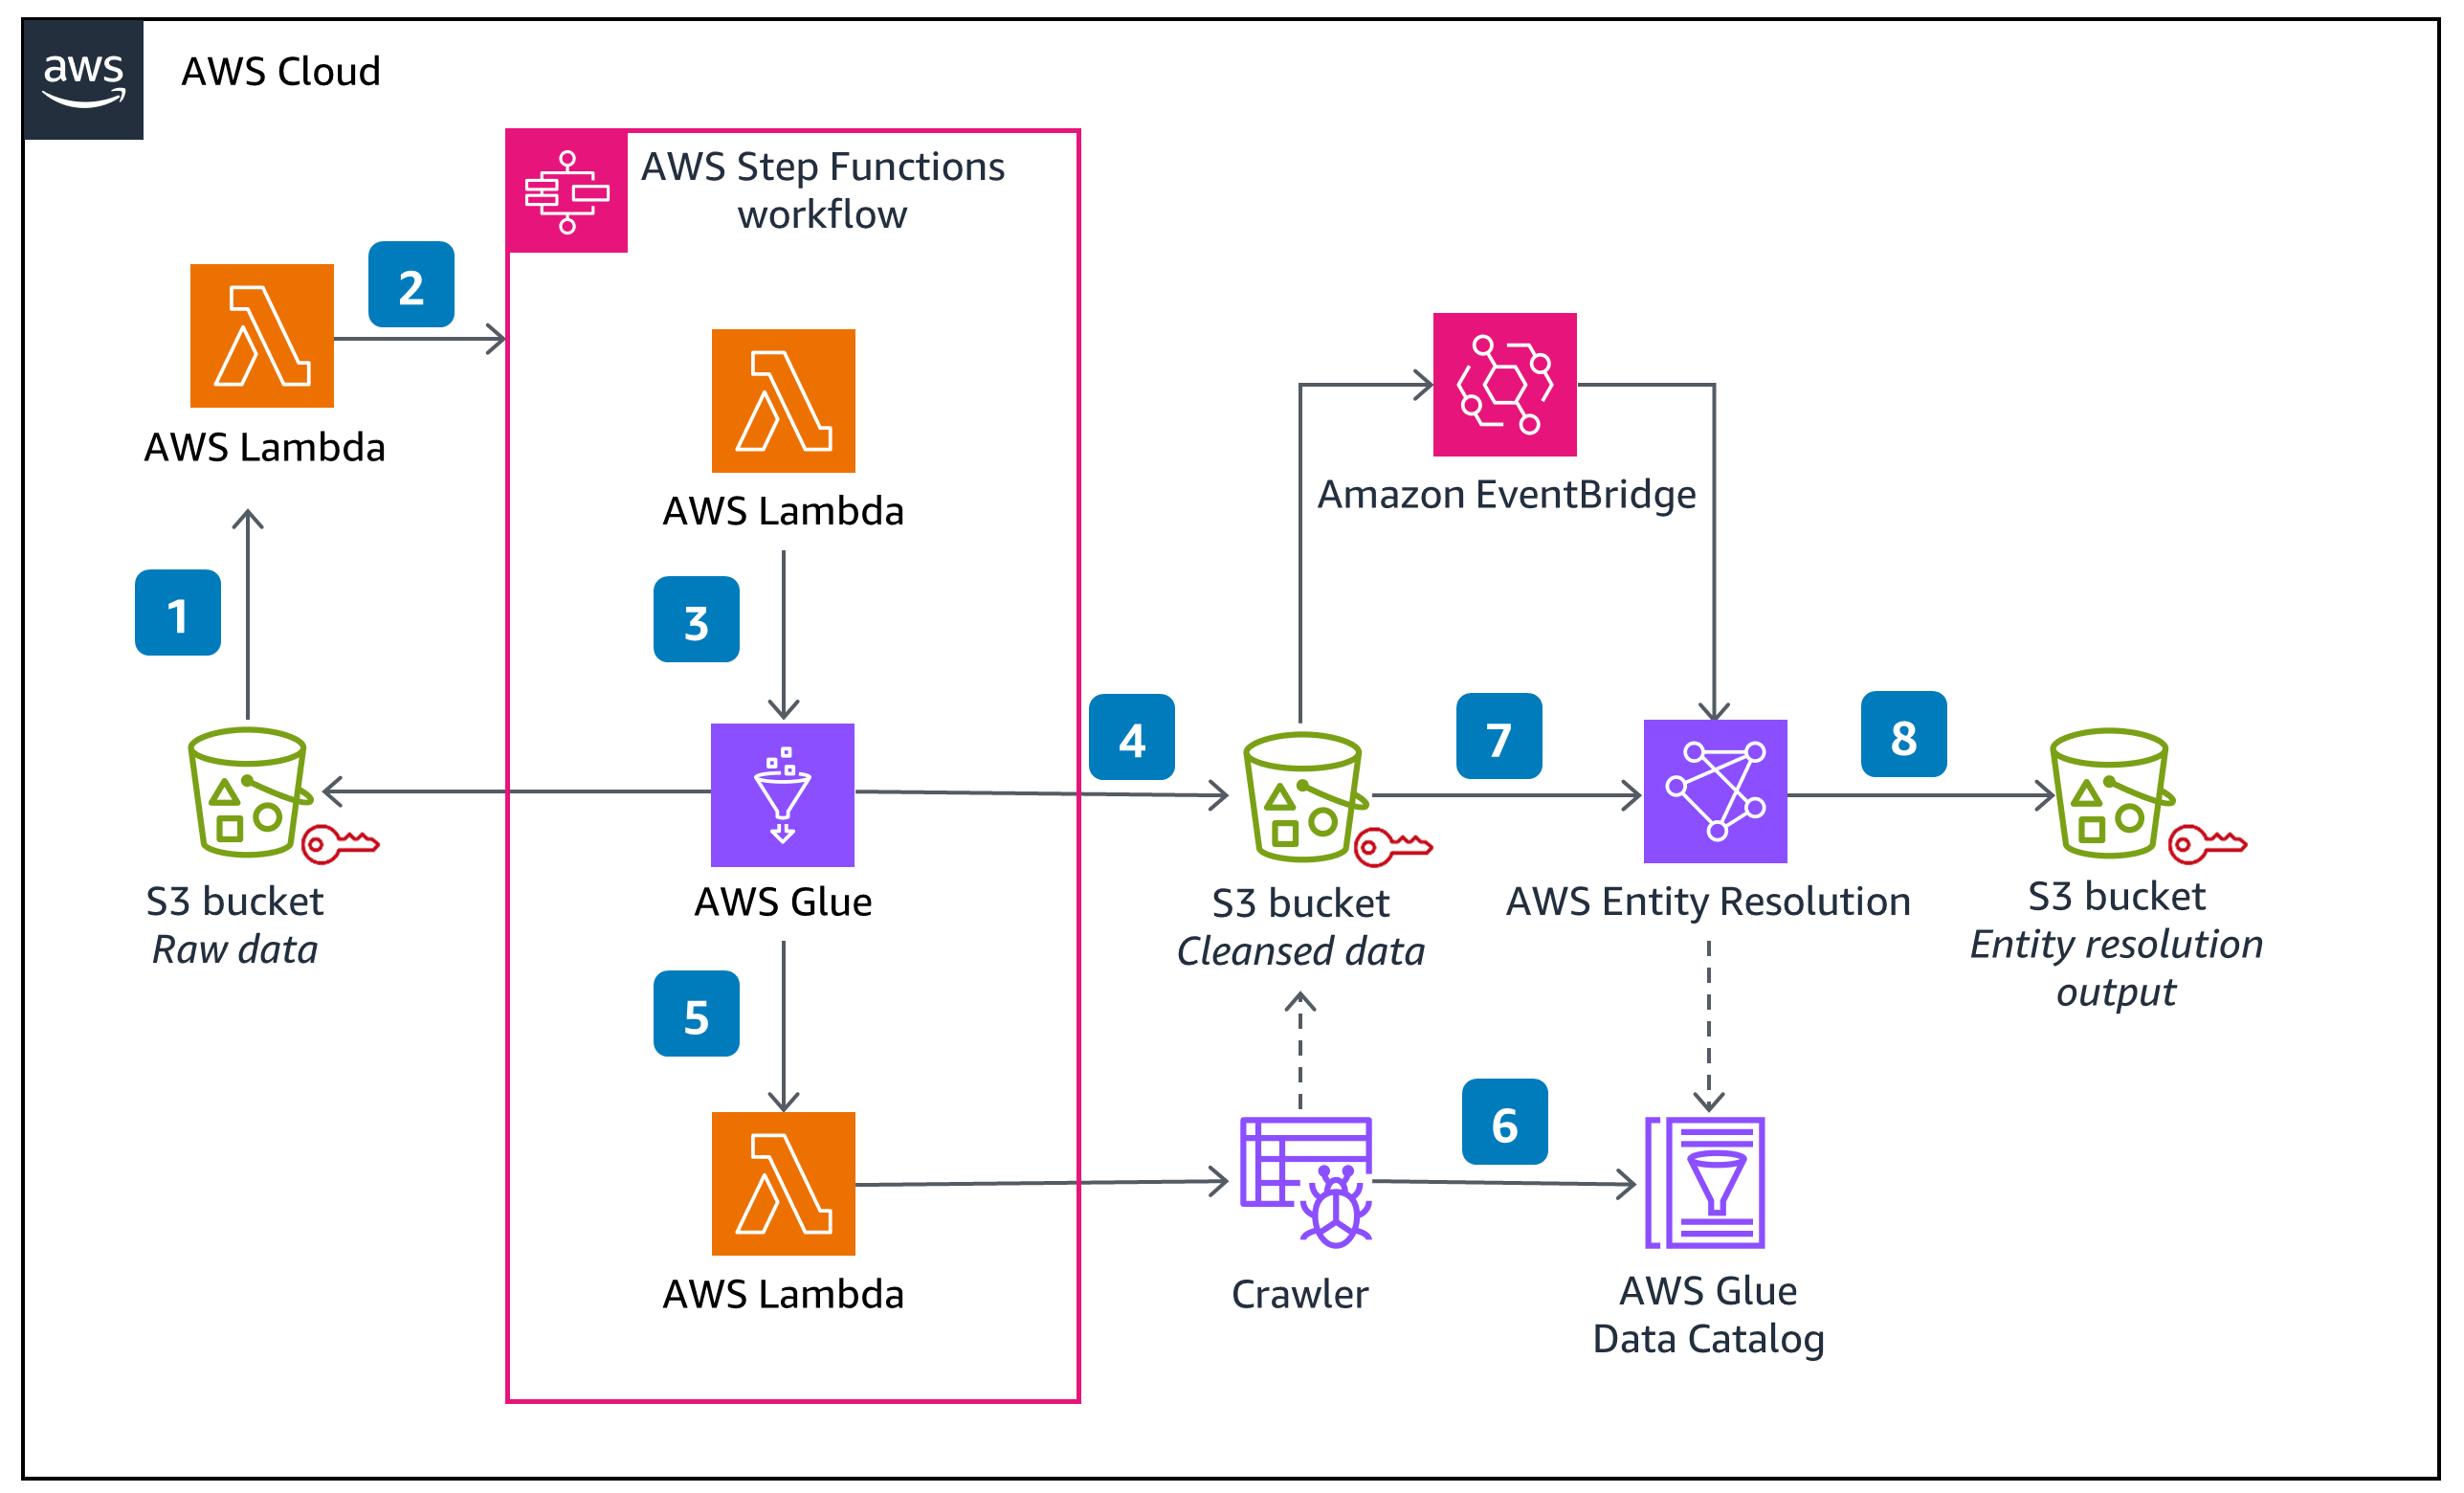 aws
AWS Cloud
AWS Step Functions
workflow
2
AWS Lambda
AWS Lambda
Amazon EventBridge
1
3
4
7
8
S3 bucket
Raw data
AWS Glue
S3 bucket
Cleansed data
AWS Entity Resolution
S3 bucket
Entity resolution
output
5
6
AWS Lambda
Crawler
AWS Glue
Data Catalog